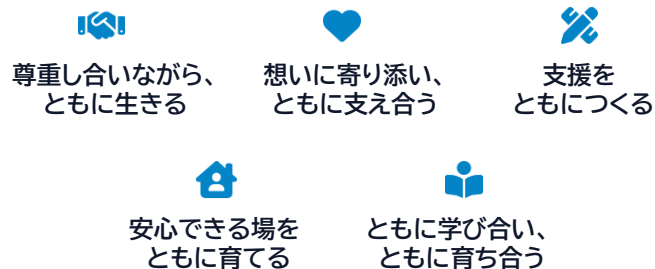 尊重し合いながら、
ともに生きる
想いに寄り添い、
ともに支え合う
支援を
ともにつくる
安心できる場を
ともに育てる
ともに学び合い、
ともに育ち合う